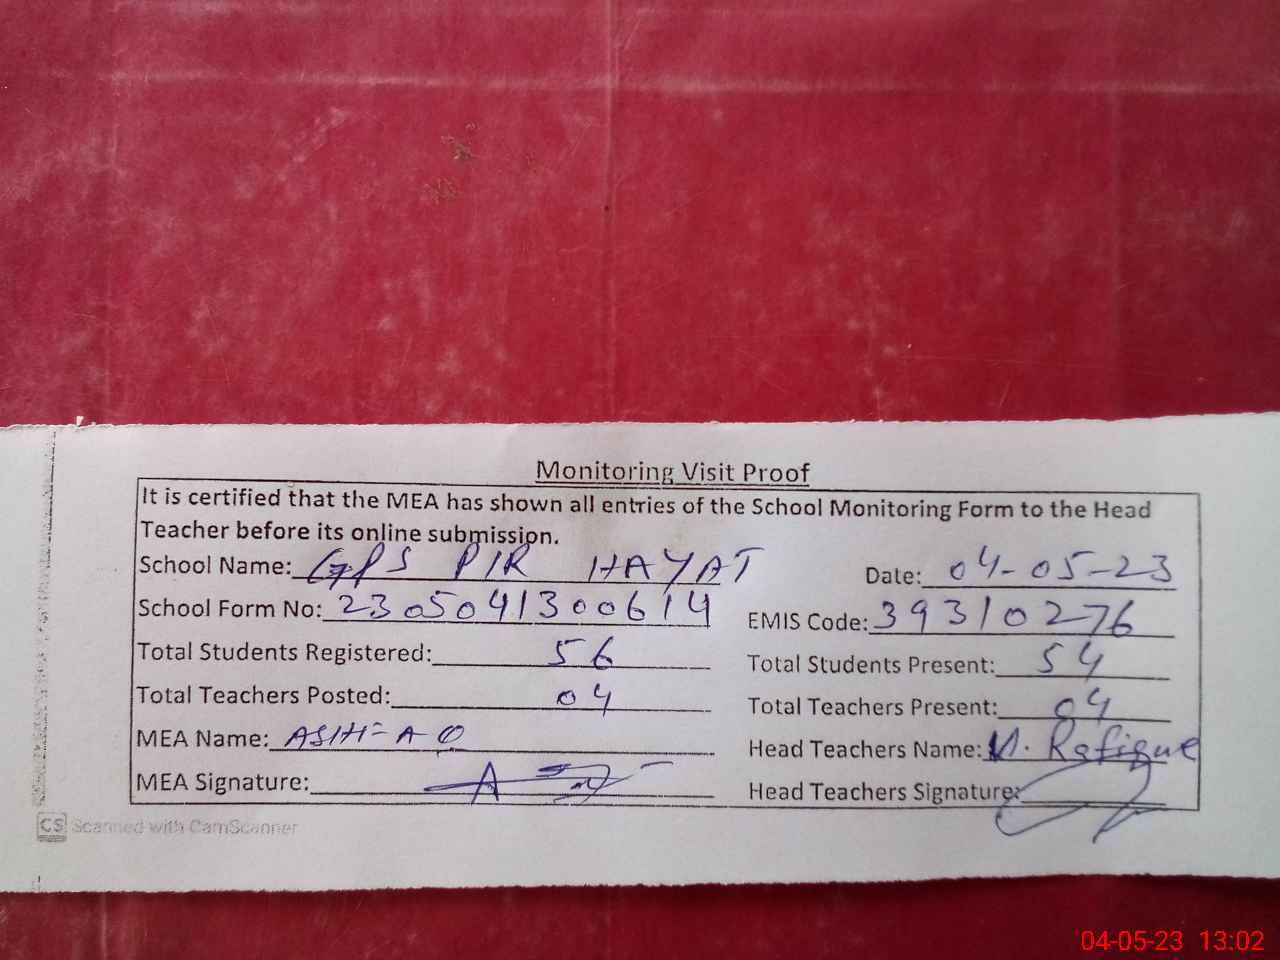 Monitoring Visit Proof
It is certified that the MEA has shown all entries of the School Monitoring Form to the Head
Teacher before its online submission.
School Name: GPS PIR HAYAT Date: 04-05-23
School Form No: 2305041300614 EMIS Code: 39310276
Total Students Registered: 56 Total Students Present: 54
Total Teachers Posted: 04 Total Teachers Present: 04
MEA Name: ASHFAQ Head Teachers Name: M. Rafique
MEA Signature: Head Teachers Signature:
CS Scanned with CamScanner
04-05-23 13:02